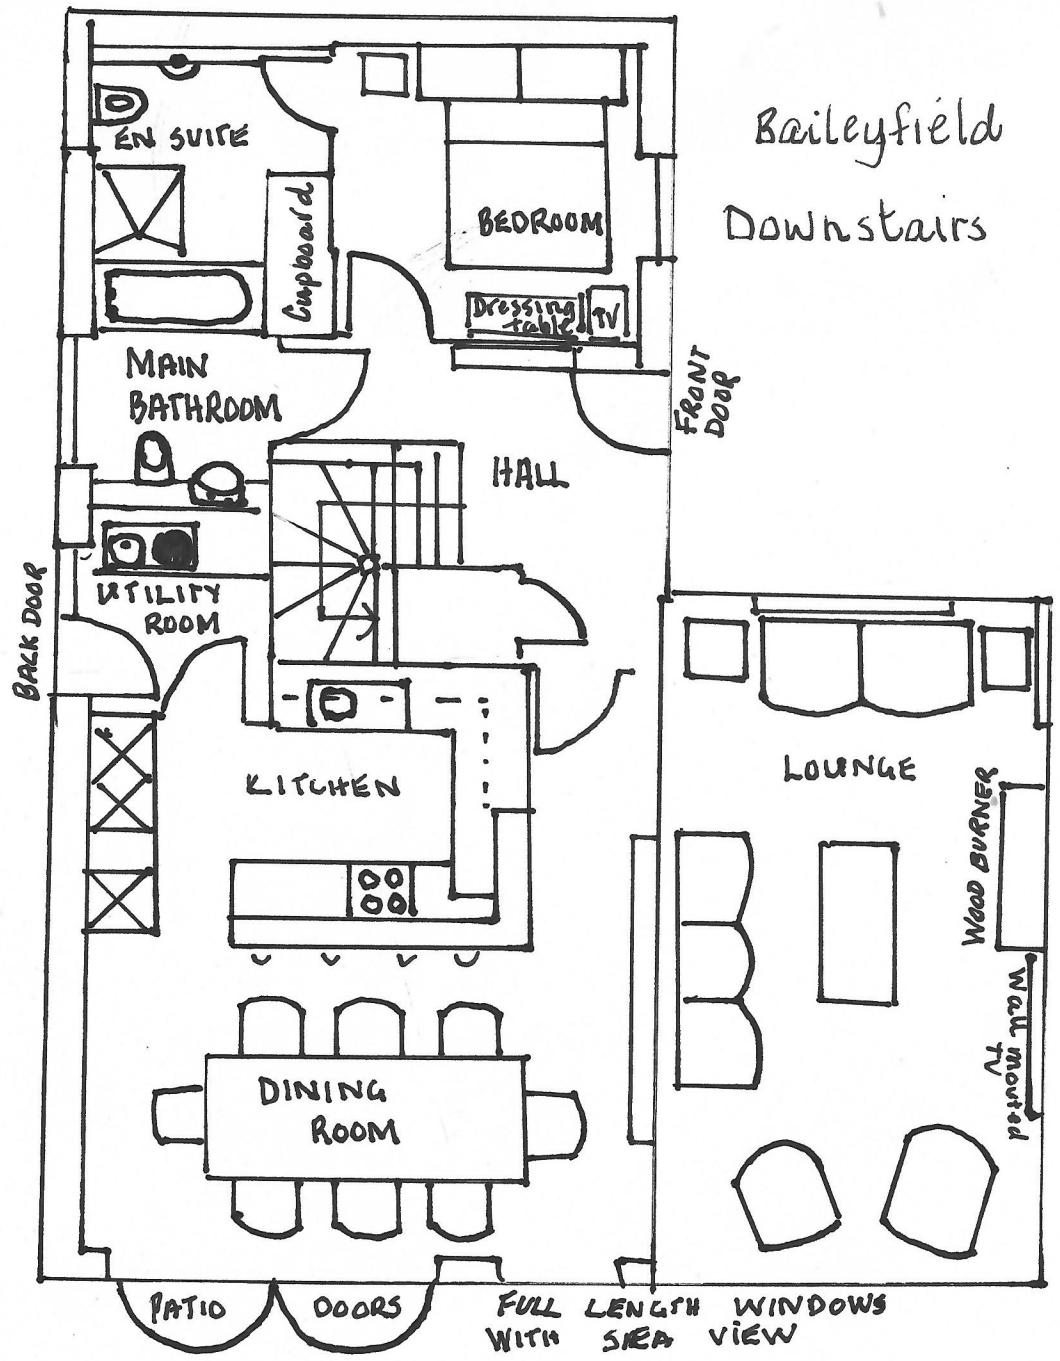 Baileyfield
Downstairs
EN SUITE
Cupboard
BEDROOM
Dressing
table
TV
MAIN
BATHROOM
FRONT
DOOR
HALL
BACK DOOR
UTILITY
ROOM
KITCHEN
LOUNGE
WOOD BURNER
Wall mouted
TV
DINING
ROOM
PATIO DOORS
FULL LENGTH WINDOWS
WITH SEA VIEW